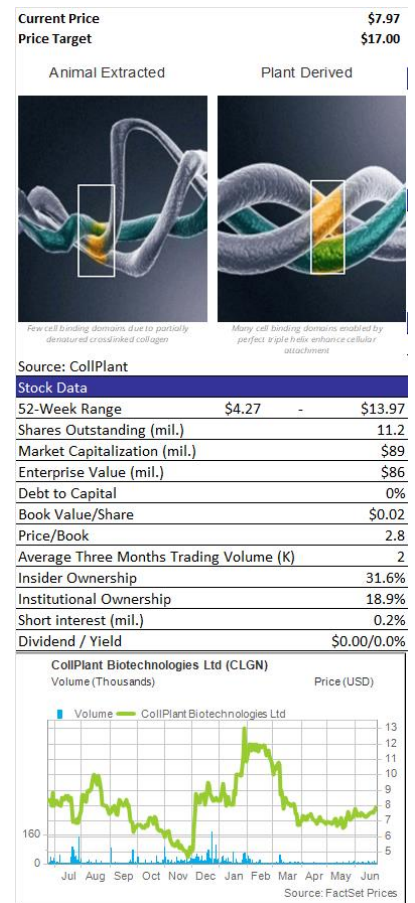 Current Price $7.97
Price Target $17.00
Animal Extracted Plant Derived
Few cell binding domains due to partially denatured crosslinked collagen
Many cell binding domains enabled by perfect triple helix enhance cellular attachment
Source: CollPlant
Stock Data
52-Week Range $4.27 - $13.97
Shares Outstanding (mil.) 11.2
Market Capitalization (mil.) $89
Enterprise Value (mil.) $86
Debt to Capital 0%
Book Value/Share $0.02
Price/Book 2.8
Average Three Months Trading Volume (K) 2
Insider Ownership 31.6%
Institutional Ownership 18.9%
Short interest (mil.) 0.2%
Dividend / Yield $0.00/0.0%
CollPlant Biotechnologies Ltd (CLGN)
Volume (Thousands) Price (USD)
Volume CollPlant Biotechnologies Ltd
13
12
11
10
9
8
7
6
5
160
0
Jul Aug Sep Oct Nov Dec Jan Feb Mar Apr May Jun
Source: FactSet Prices